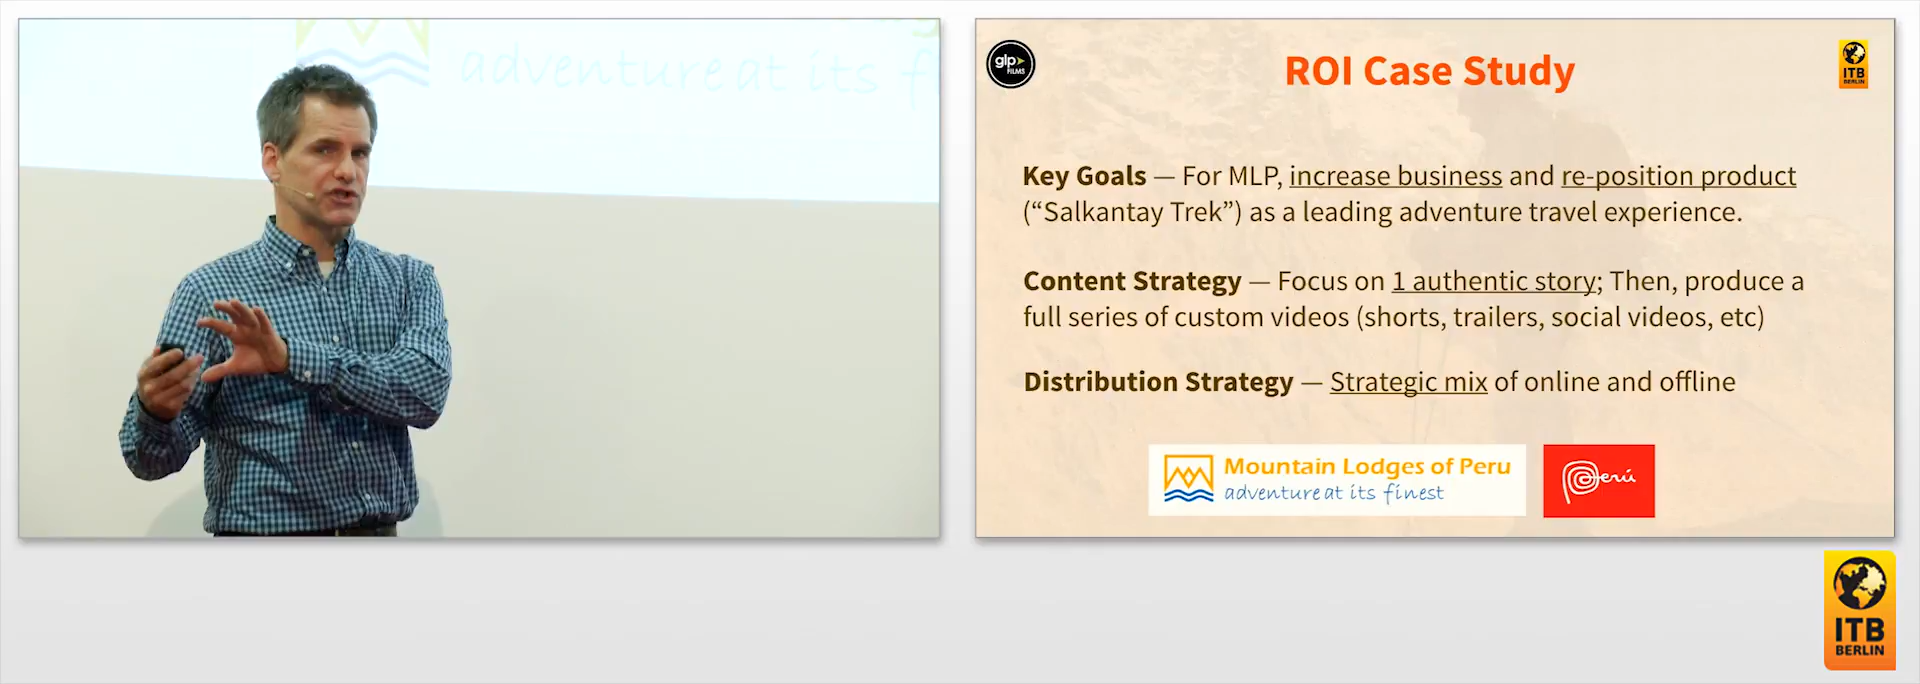 adventure at its f
glp
FILMS
ROI Case Study
ITB
BERLIN
Key Goals — For MLP, increase business and re-position product
(“Salkantay Trek”) as a leading adventure travel experience.
Content Strategy — Focus on 1 authentic story; Then, produce a
full series of custom videos (shorts, trailers, social videos, etc)
Distribution Strategy — Strategic mix of online and offline
Mountain Lodges of Peru
adventure at its finest
Perú
ITB
BERLIN